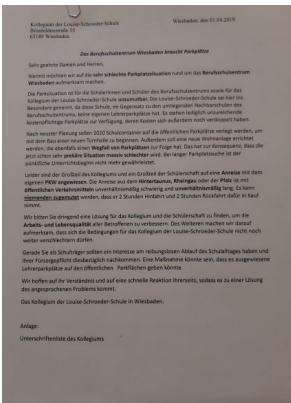 Kollegium der Louise-Schroeder-Schule
Brunhildenstraße 55
65189 Wiesbaden
Wiesbaden, den 01.04.2019
Das Berufsschulzentrum Wiesbaden braucht Parkplätze
Sehr geehrte Damen und Herren,
hiermit möchten wir auf die sehr schlechte Parkplatzsituation rund um das Berufsschulzentrum
Wiesbaden aufmerksam machen.
Die Parksituation ist für die Schülerinnen und Schüler des Berufsschulzentrums sowie für das
Kollegium der Louise-Schroeder-Schule unzumutbar. Die Louise-Schroeder-Schule sei hier ins
Besondere genannt, da diese Schule, im Gegensatz zu den umliegenden Nachbarschulen des
Berufsschulzentrums, keine eigenen Lehrerparkplätze hat. Es stehen lediglich unzureichende
kostenpflichtige Parkplätze zur Verfügung, deren Kosten sich außerdem noch verdoppelt haben.
Nach neuster Planung sollen 2020 Schulcontainer auf die öffentlichen Parkplätze verlegt werden, um
mit dem Bau einer neuen Turnhalle zu beginnen. Außerdem soll eine neue Wohnanlage errichtet
werden, die ebenfalls einen Wegfall von Parkplätzen zur Folge hat. Das hat zur Konsequenz, dass die
jetzt schon sehr prekäre Situation massiv schlechter wird. Bei langer Parkplatzsuche ist der
pünktliche Unterrichtsbeginn nicht mehr gewährleistet.
Leider sind der Großteil des Kollegiums und ein Großteil der Schülerschaft auf eine Anreise mit dem
eigenen PKW angewiesen. Die Anreise aus dem Hintertaunus, Rheingau oder der Pfalz ist mit
öffentlichen Verkehrsmitteln unverhältnismäßig schwierig und unverhältnismäßig lang. Es kann
niemanden zugemutet werden, dass er 2 Stunden Hinfahrt und 2 Stunden Rückfahrt dafür in Kauf
nimmt.
Wir bitten Sie dringend eine Lösung für das Kollegium und die Schülerschaft zu finden, um die
Arbeits- und Lebensqualität aller Betroffenen zu verbessern. Des Weiteren machen wir darauf
aufmerksam, dass sich die Bedingungen für das Kollegium der Louise-Schroeder-Schule nicht noch
weiter verschlechtern dürfen.
Gerade Sie als Schulträger sollten ein Interesse am reibungslosen Ablauf des Schulalltages haben und
Ihrer Fürsorgepflicht diesbezüglich nachkommen. Eine Maßnahme könnte sein, dass es ausgewiesene
Lehrerparkplätze auf den öffentlichen Parkflächen geben könnte.
Wir hoffen auf Ihr Verständnis und auf eine schnelle Reaktion Ihrerseits, sodass es zu einer Lösung
des angesprochenen Problems kommt.
Das Kollegium der Louise-Schroeder-Schule in Wiesbaden.
Anlage:
Unterschriftenliste des Kollegiums